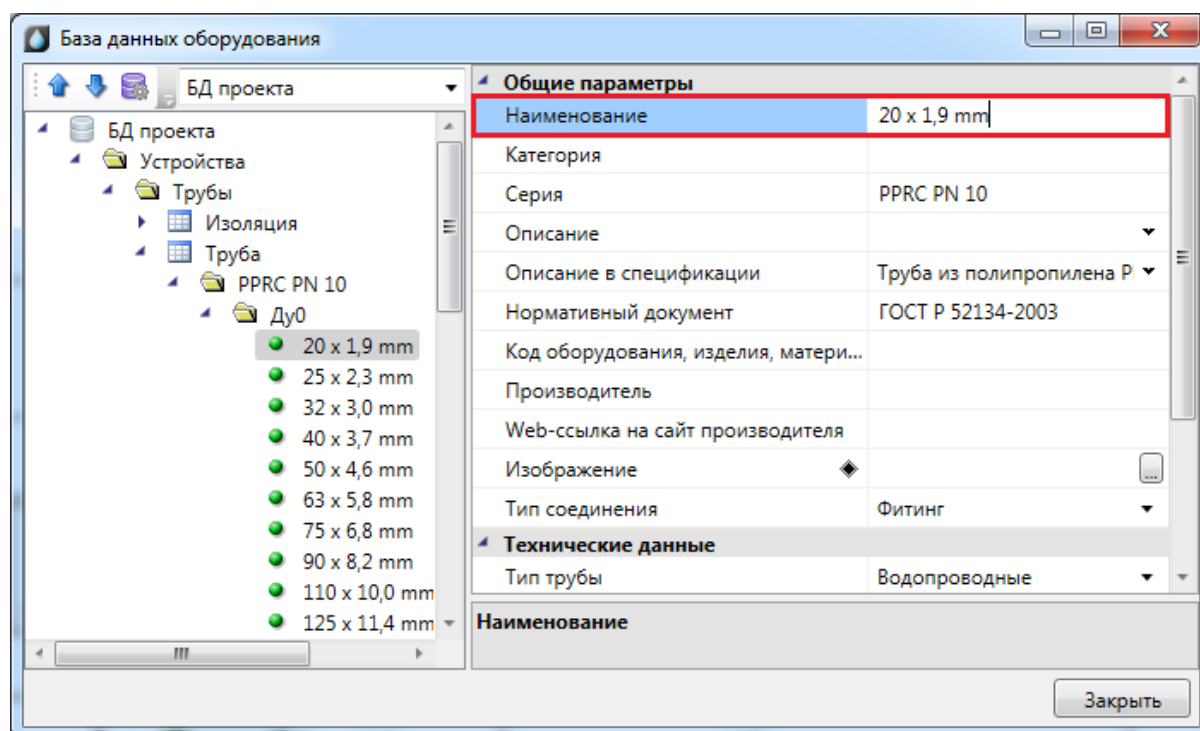 База данных оборудования
БД проекта
БД проекта
Устройства
Трубы
Изоляция
Труба
PPRC PN 10
Ду0
20 x 1,9 mm
25 x 2,3 mm
32 x 3,0 mm
40 x 3,7 mm
50 x 4,6 mm
63 x 5,8 mm
75 x 6,8 mm
90 x 8,2 mm
110 x 10,0 mm
125 x 11,4 mm
Общие параметры
Наименование 20 x 1,9 mm
Категория
Серия PPRC PN 10
Описание
Описание в спецификации Труба из полипропилена P
Нормативный документ ГОСТ Р 52134-2003
Код оборудования, изделия, матери...
Производитель
Web-ссылка на сайт производителя
Изображение ...
Тип соединения Фитинг
Технические данные
Тип трубы Водопроводные
Наименование
Закрыть